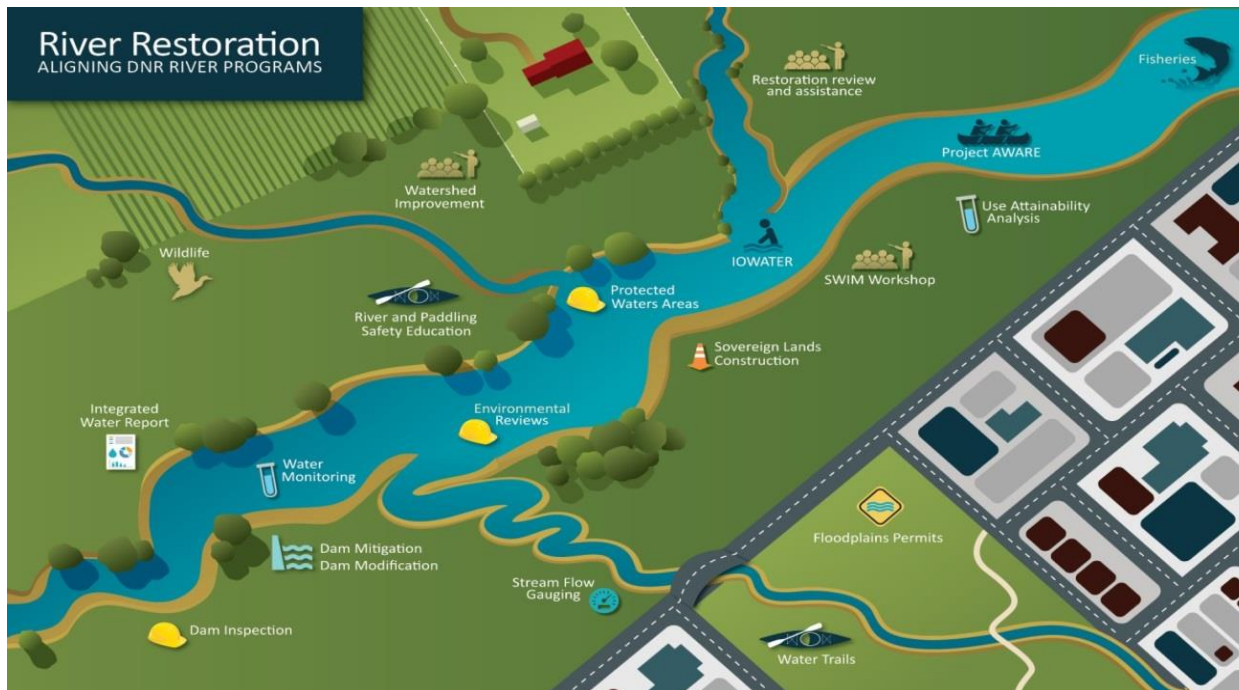 River Restoration
ALIGNING DNR RIVER PROGRAMS
Restoration review
and assistance
Fisheries
Project AWARE
Watershed
Improvement
Use Attainability
Analysis
Wildlife
IOWATER
SWIM Workshop
River and Paddling
Safety Education
Protected
Waters Areas
Sovereign Lands
Construction
Integrated
Water Report
Environmental
Reviews
Water
Monitoring
Floodplains Permits
Dam Mitigation
Dam Modification
Stream Flow
Gauging
Dam Inspection
Water Trails